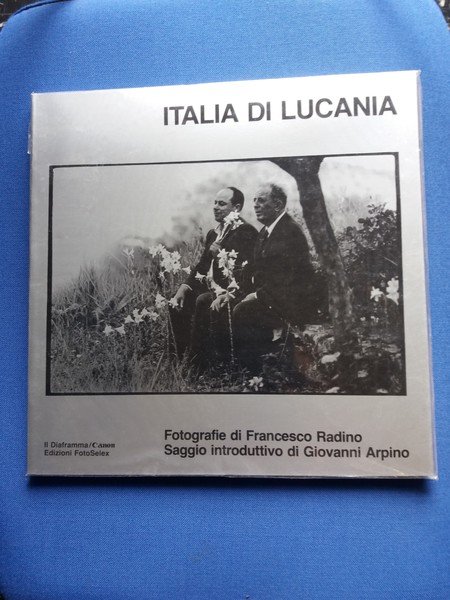 ITALIA DI LUCANIA
Il Diaframma/Canon
Edizioni FotoSelex
Fotografie di Francesco Radino
Saggio introduttivo di Giovanni Arpino